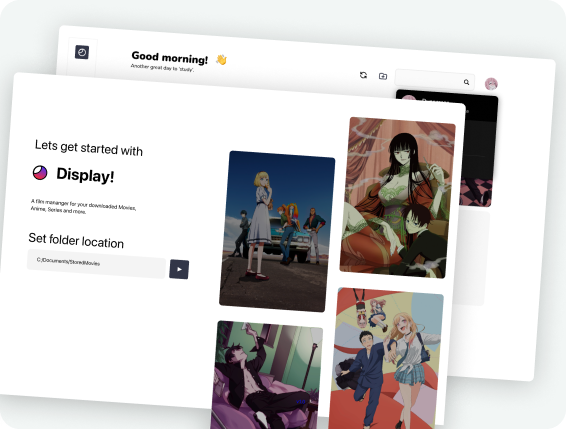 Good morning! 👋
Another great day to 'study'.
Lets get started with
Display!
A film mananger for your downloaded Movies,
Anime, Series and more.
Set folder location
C:/Documents/StoredMovies